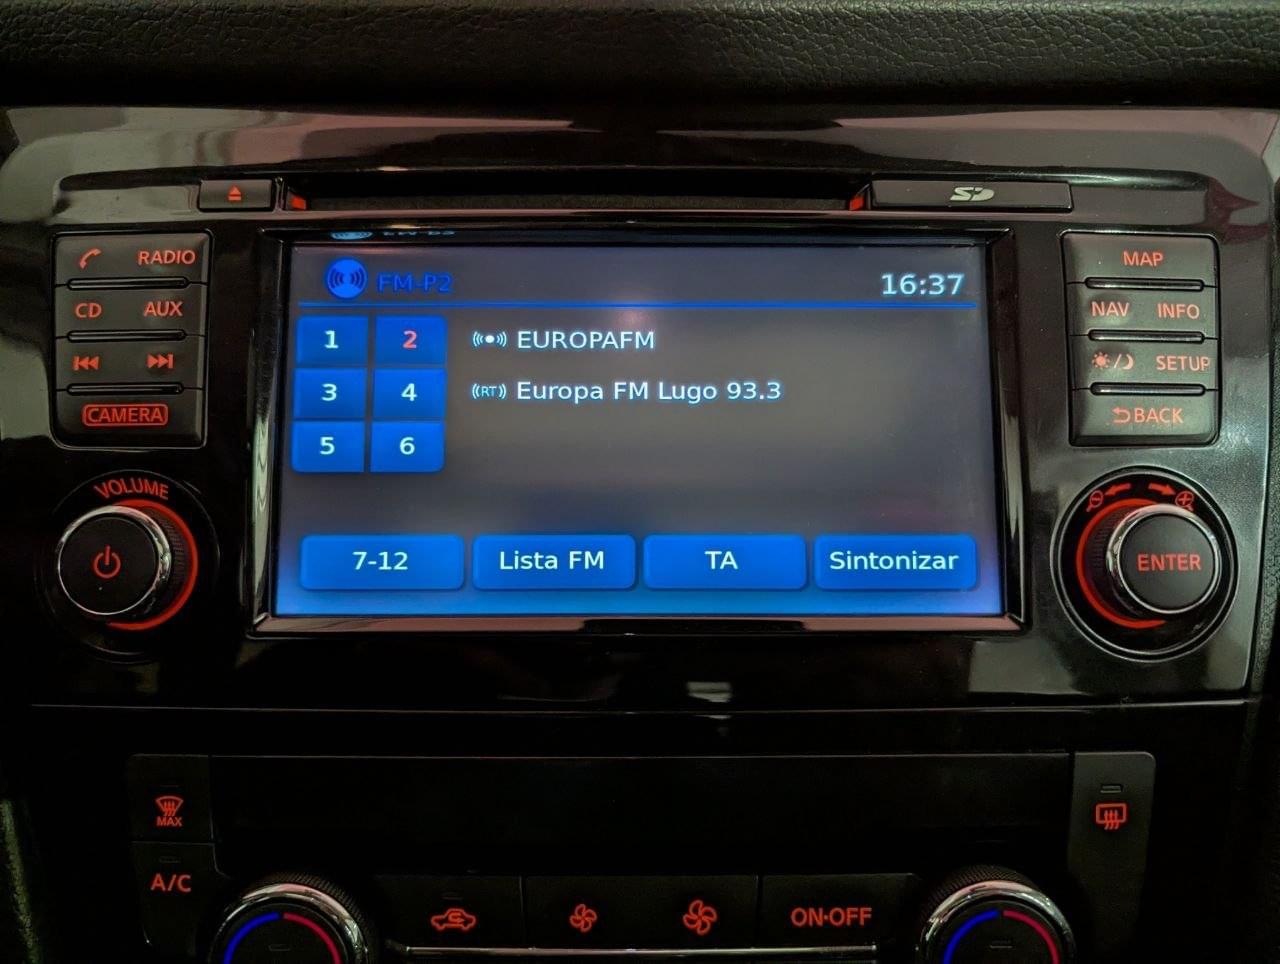 SD
RADIO
CD AUX
CAMERA
VOLUME
FM-P2 16:37
1 2
3 4
5 6
EUROPAFM
RT Europa FM Lugo 93.3
7-12 Lista FM TA Sintonizar
MAP
NAV INFO
SETUP
BACK
ENTER
MAX
A/C
ON·OFF